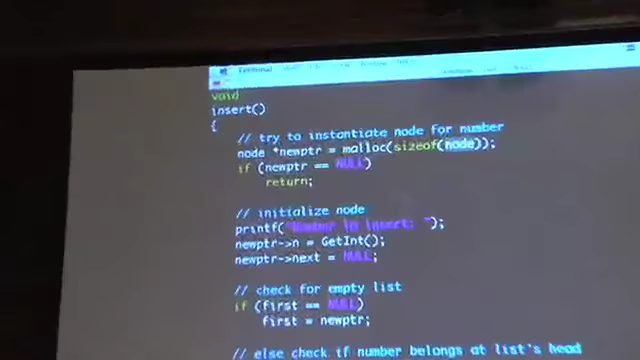 Terminal
void
insert()
{
// try to instantiate node for number
node *newptr = malloc(sizeof(node));
if (newptr == NULL)
return;
// initialize node
printf("Number to insert: ");
newptr->n = GetInt();
newptr->next = NULL;
// check for empty list
if (first == NULL)
first = newptr;
// else check if number belongs at list's head